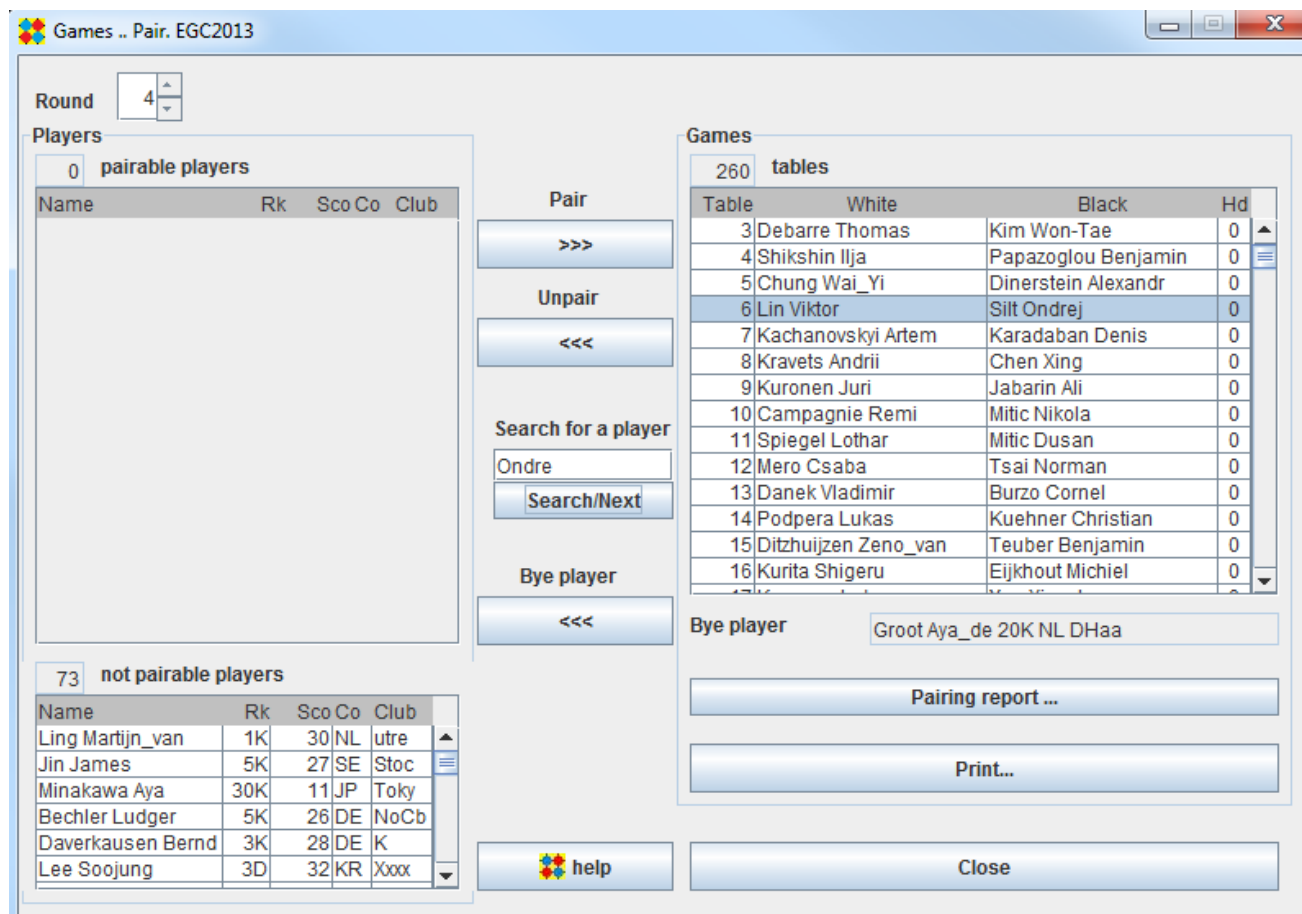 Games .. Pair. EGC2013
Round 4
Players
0 pairable players
Name Rk Sco Co Club
Pair
>>>
Unpair
<<<
Search for a player
Ondre
Search/Next
Bye player
<<<
73 not pairable players
Name Rk Sco Co Club
Ling Martijn_van 1K 30 NL utre
Jin James 5K 27 SE Stoc
Minakawa Aya 30K 11 JP Toky
Bechler Ludger 5K 26 DE NoCb
Daverkausen Bernd 3K 28 DE K
Lee Soojung 3D 32 KR Xxxx
help
Games
260 tables
Table White Black Hd
3 Debarre Thomas Kim Won-Tae 0
4 Shikshin Ilja Papazoglou Benjamin 0
5 Chung Wai_Yi Dinerstein Alexandr 0
6 Lin Viktor Silt Ondrej 0
7 Kachanovskyi Artem Karadaban Denis 0
8 Kravets Andrii Chen Xing 0
9 Kuronen Juri Jabarin Ali 0
10 Campagnie Remi Mitic Nikola 0
11 Spiegel Lothar Mitic Dusan 0
12 Mero Csaba Tsai Norman 0
13 Danek Vladimir Burzo Cornel 0
14 Podpera Lukas Kuehner Christian 0
15 Ditzhuijzen Zeno_van Teuber Benjamin 0
16 Kurita Shigeru Eijkhout Michiel 0
Bye player Groot Aya_de 20K NL DHaa
Pairing report ...
Print...
Close